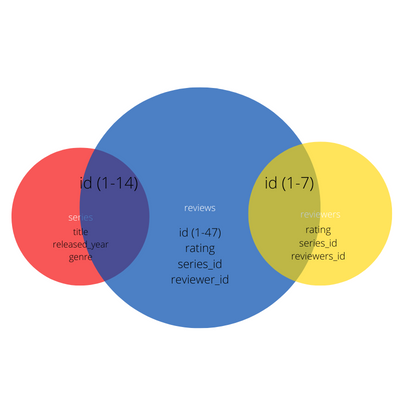 id (1-14)
series
title
released_year
genre
reviews
id (1-47)
rating
series_id
reviewer_id
id (1-7)
reviewers
rating
series_id
reviewers_id